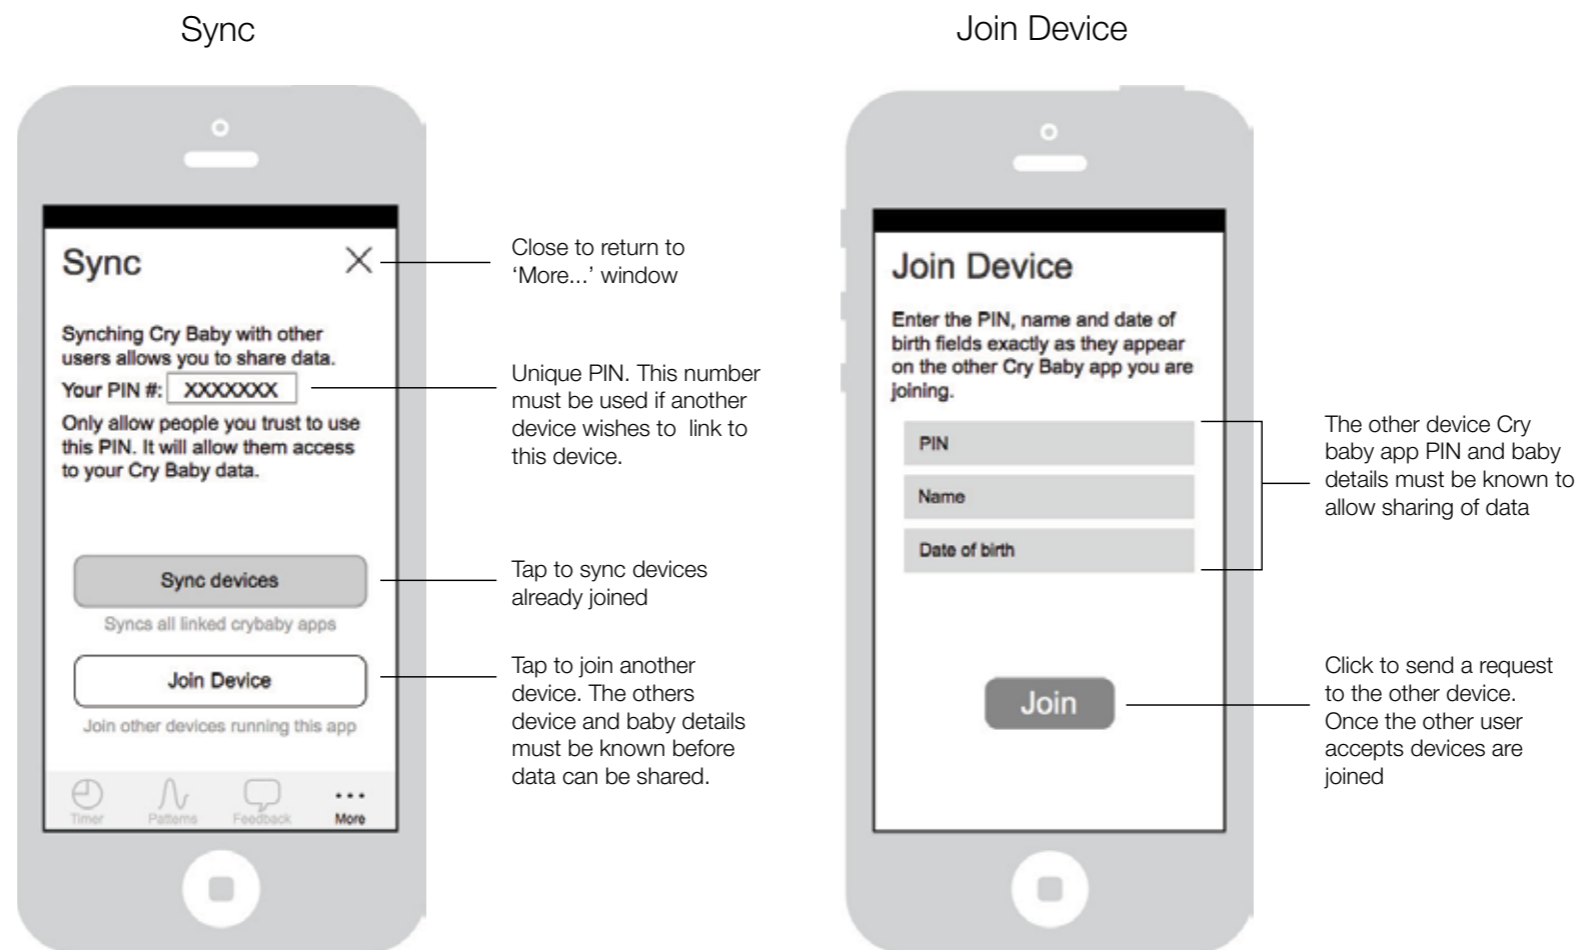 Sync
Sync
Synching Cry Baby with other
users allows you to share data.
Your PIN #: XXXXXXX
Only allow people you trust to use
this PIN. It will allow them access
to your Cry Baby data.
Sync devices
Syncs all linked crybaby apps
Join Device
Join other devices running this app
Timer Patterns Feedback More
Close to return to
‘More...’ window
Unique PIN. This number
must be used if another
device wishes to link to
this device.
Tap to sync devices
already joined
Tap to join another
device. The others
device and baby details
must be known before
data can be shared.
Join Device
Join Device
Enter the PIN, name and date of
birth fields exactly as they appear
on the other Cry Baby app you are
joining.
PIN
Name
Date of birth
Join
The other device Cry
baby app PIN and baby
details must be known to
allow sharing of data
Click to send a request
to the other device.
Once the other user
accepts devices are
joined